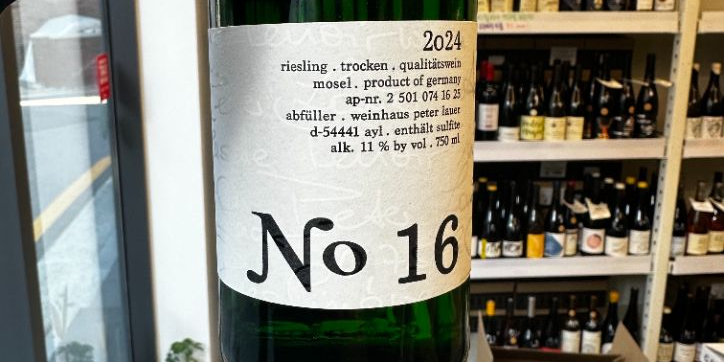 2024
riesling . trocken . qualitätswein
mosel . product of germany
ap-nr. 2 501 074 16 25
abfüller . weinhaus peter lauer
d-54441 ayl . enthält sulfite
alk. 11 % by vol . 750 ml
No 16